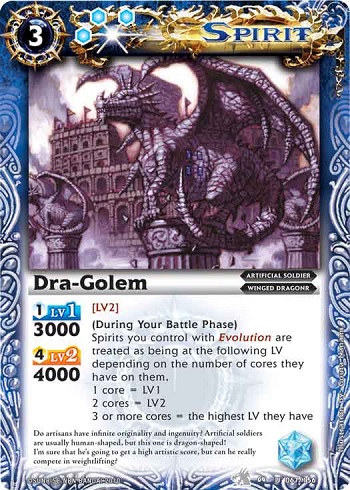 3
SPIRIT
Dra-Golem
ARTIFICIAL SOLDIER
WINGED DRAGONR
1 LV1
3000
4 LV2
4000
[LV2]
(During Your Battle Phase)
Spirits you control with Evolution are
treated as being at the following LV
depending on the number of cores they
have on them.
1 core = LV1
2 cores = LV2
3 or more cores = the highest LV they have
Do artisans have infinite originality and ingenuity? Artificial soldiers
are usually human-shaped, but this one is dragon-shaped!
I'm sure that he's going to get a high artistic score, but can he really
compete in weightlifting?